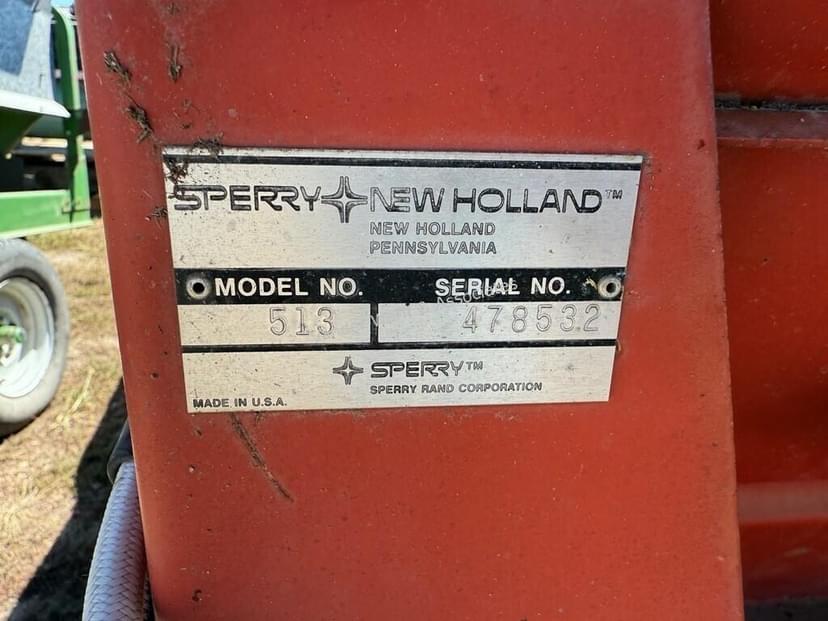 SPERRY NEW HOLLAND™
NEW HOLLAND
PENNSYLVANIA
MODEL NO. SERIAL NO.
513 478532
SPERRY™
SPERRY RAND CORPORATION
MADE IN U.S.A.